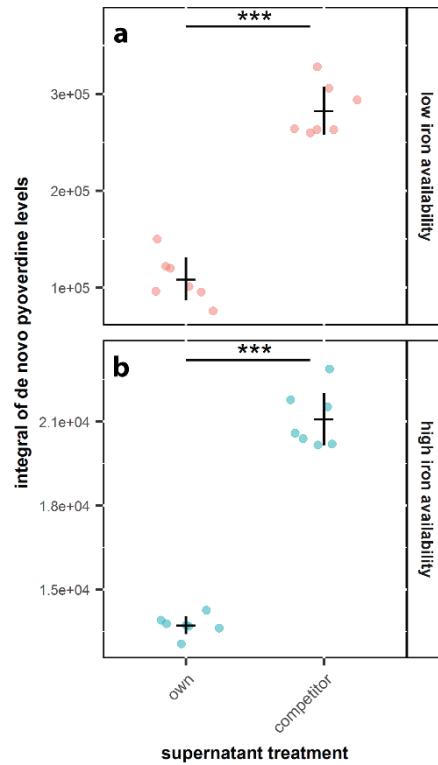 a
***
3e+05
2e+05
1e+05
low iron availability
integral of de novo pyoverdine levels
b
***
2.1e+04
1.8e+04
1.5e+04
high iron availability
own
competitor
supernatant treatment